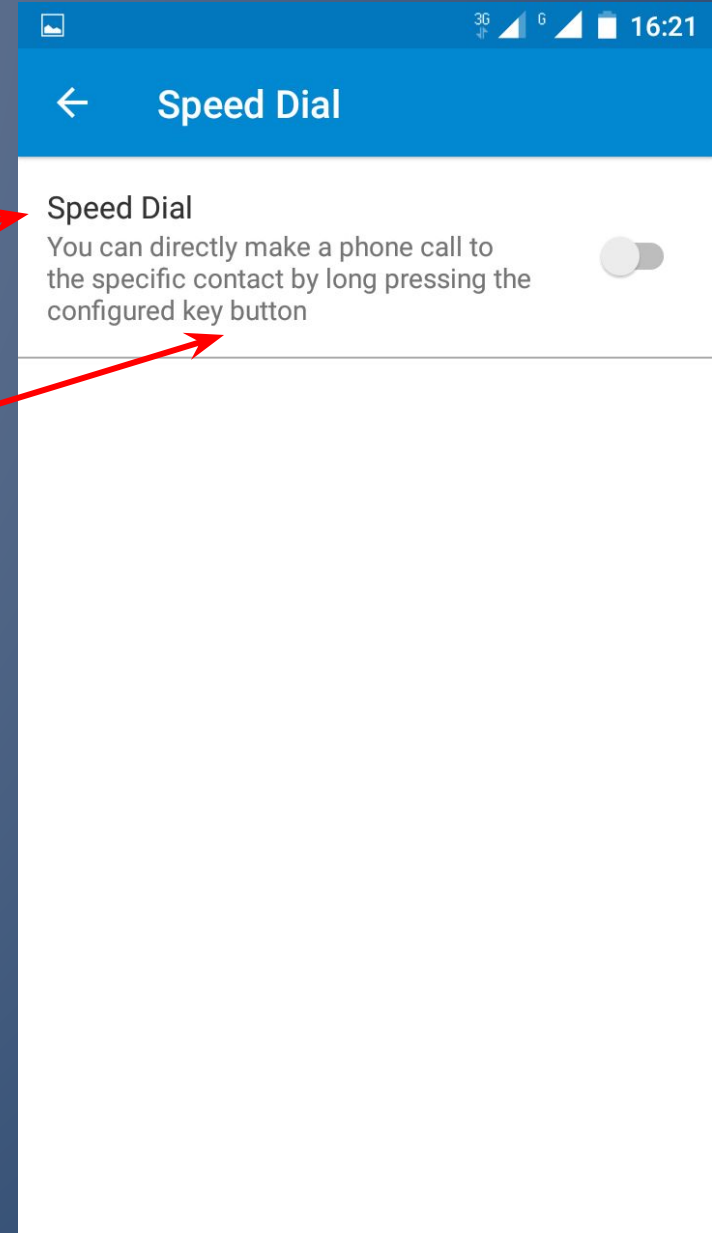 3G G 16:21
Speed Dial
Speed Dial
You can directly make a phone call to
the specific contact by long pressing the
configured key button